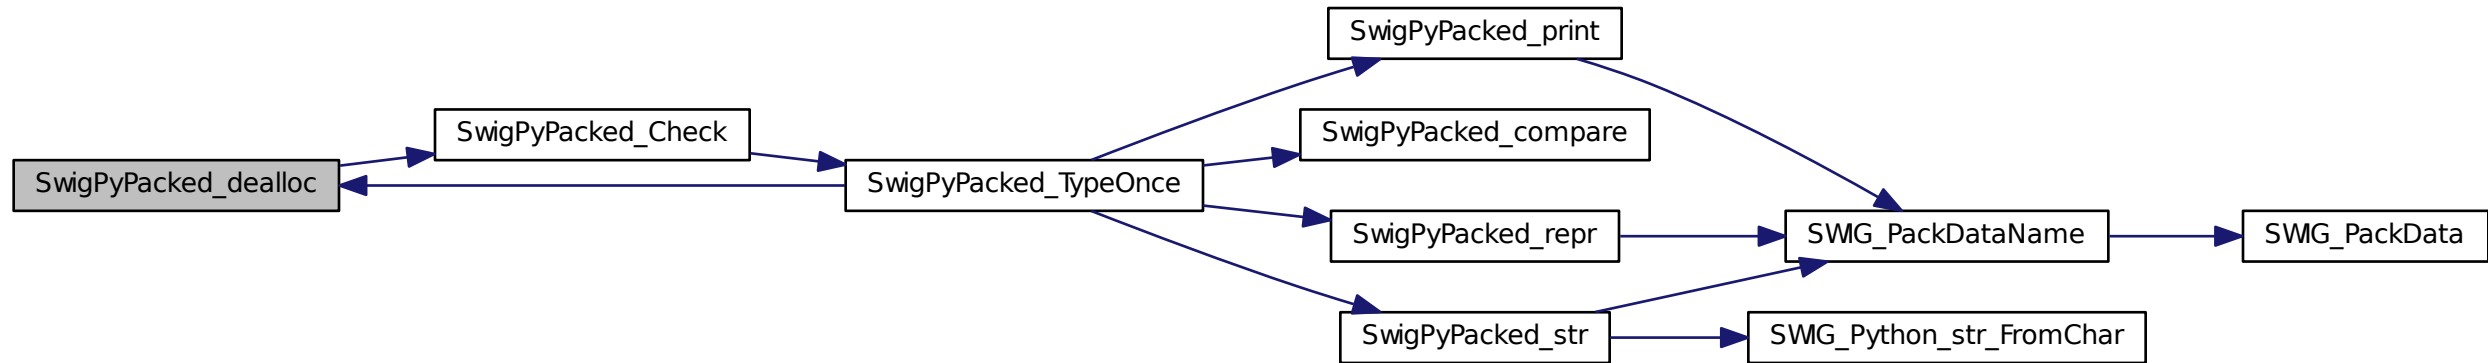 SwigPyPacked_print
SwigPyPacked_Check
SwigPyPacked_compare
SwigPyPacked_dealloc
SwigPyPacked_TypeOnce
SwigPyPacked_repr
SWIG_PackDataName
SWIG_PackData
SwigPyPacked_str
SWIG_Python_str_FromChar